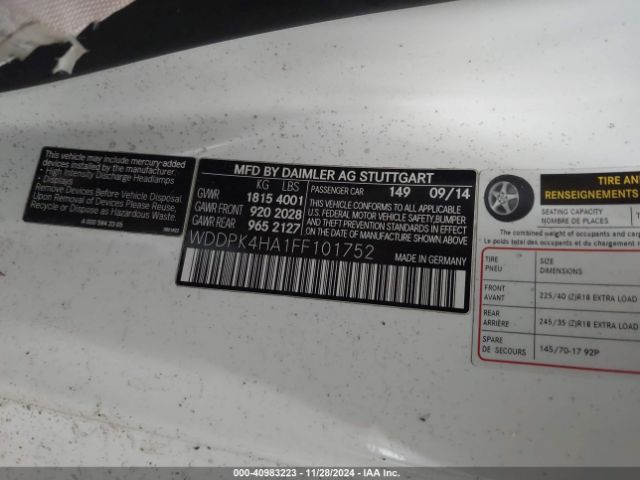 This vehicle may include mercury-added
devices installed by manufacturer:
- High Intensity Discharge Headlamps
Remove Devices Before Vehicle Disposal.
Upon Removal of Devices Please Reuse,
Recycle or Dispose as Hazardous Waste.
MFD BY DAIMLER AG STUTTGART
KG LBS PASSENGER CAR 149 09/14
GVWR 1815 4001
GAWR FRONT 920 2028
GAWR REAR 965 2127
THIS VEHICLE CONFORMS TO ALL APPLICABLE
U.S. FEDERAL MOTOR VEHICLE SAFETY, BUMPER
AND THEFT PREVENTION STANDARDS IN EFFECT
ON THE DATE OF MANUFACTURE SHOWN ABOVE.
WDDPK4HA1FF101752
MADE IN GERMANY
TIRE AN
RENSEIGNEMENTS
SEATING CAPACITY
NOMBRE DE PLACES
The combined weight of occupants and car
Le poids total des occupants et du chargement
TIRE SIZE
PNEU DIMENSIONS
FRONT
AVANT 225/40 (Z)R18 EXTRA LOAD
REAR
ARRIÈRE 245/35 (Z)R18 EXTRA LOAD
SPARE
DE SECOURS 145/70-17 92P
000-40983223 - 11/28/2024 - IAA Inc.